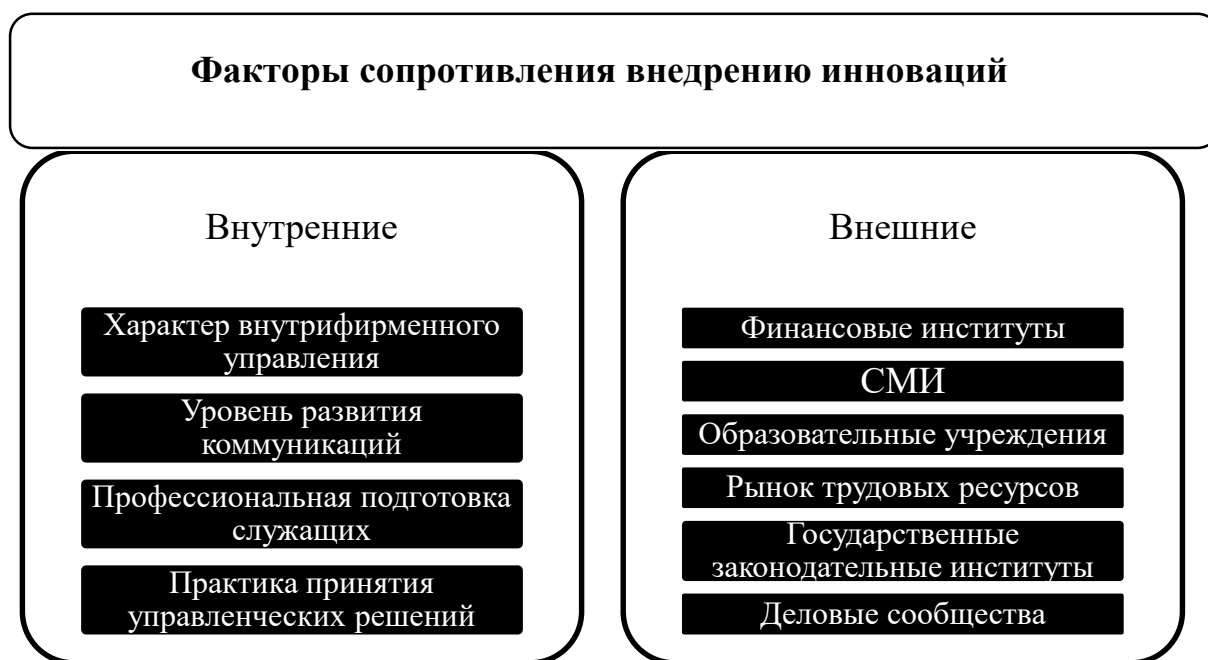 Факторы сопротивления внедрению инноваций
Внутренние
Характер внутрифирменного
управления
Уровень развития
коммуникаций
Профессиональная подготовка
служащих
Практика принятия
управленческих решений
Внешние
Финансовые институты
СМИ
Образовательные учреждения
Рынок трудовых ресурсов
Государственные
законодательные институты
Деловые сообщества